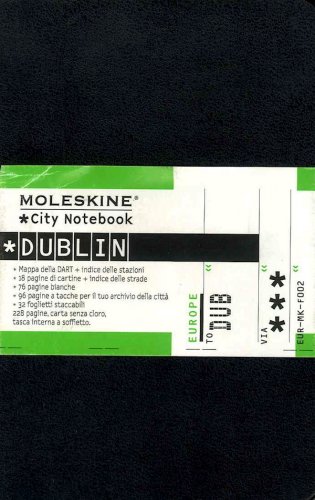 MOLESKINE®
*City Notebook
*DUBLIN
• Mappa della DART + indice delle stazioni
• 18 pagine di cartine + indice delle strade
• 76 pagine bianche
• 96 pagine a tacche per il tuo archivio della città
• 32 foglietti staccabili
228 pagine, carta senza cloro,
tasca interna a soffietto.
EUROPE
TO DUB
VIA ***
EUR-MK-F002